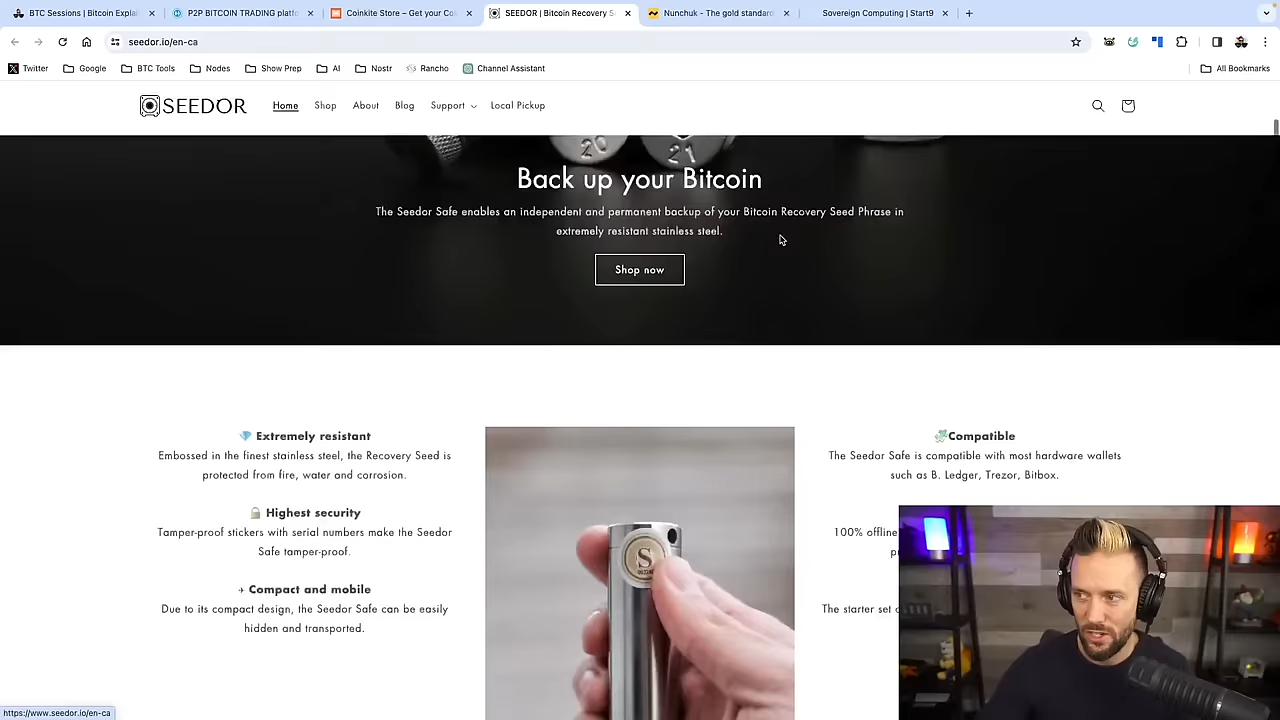 BTC Sessions | Bitcoin Explai
P2P BITCOIN TRADING platfo
Coinkite Store – Get your Col
SEEDOR | Bitcoin Recovery S
Nunchuk - The gold standard
Sovereign Computing | Start9
seedor.io/en-ca
Twitter
Google
BTC Tools
Nodes
Show Prep
AI
Nostr
Rancho
Channel Assistant
All Bookmarks
SEEDOR
Home
Shop
About
Blog
Support
Local Pickup
20
21
Back up your Bitcoin
The Seedor Safe enables an independent and permanent backup of your Bitcoin Recovery Seed Phrase in
extremely resistant stainless steel.
Shop now
Extremely resistant
Embossed in the finest stainless steel, the Recovery Seed is
protected from fire, water and corrosion.
Highest security
Tamper-proof stickers with serial numbers make the Seedor
Safe tamper-proof.
Compact and mobile
Due to its compact design, the Seedor Safe can be easily
hidden and transported.
S
Compatible
The Seedor Safe is compatible with most hardware wallets
such as B. Ledger, Trezor, Bitbox.
100% offline
The starter set
https://www.seedor.io/en-ca